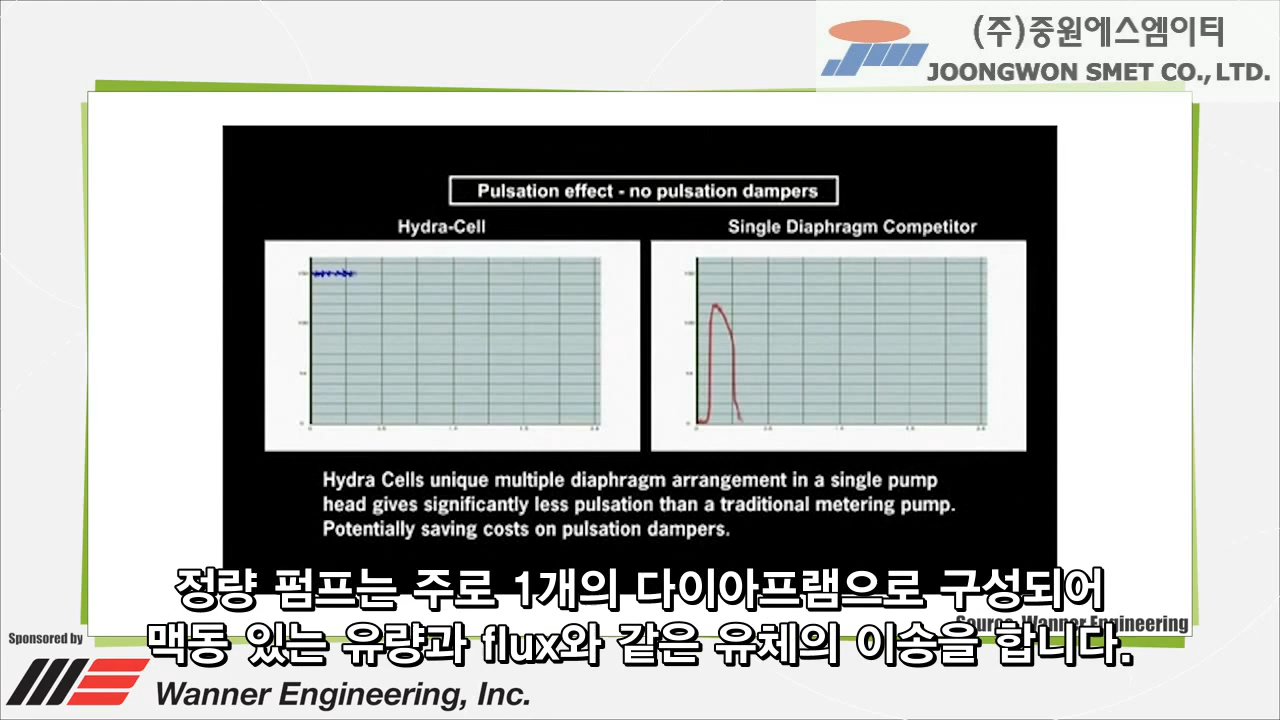 (주)중원에스엠이티
JOONGWON SMET CO., LTD.
Pulsation effect - no pulsation dampers
Hydra-Cell
Single Diaphragm Competitor
Hydra Cells unique multiple diaphragm arrangement in a single pump
head gives significantly less pulsation than a traditional metering pump.
Potentially saving costs on pulsation dampers.
정량 펌프는 주로 1개의 다이아프램으로 구성되어
맥동 있는 유량과 flux와 같은 유체의 이송을 합니다.
Wanner Engineering
Sponsored by
Wanner Engineering, Inc.